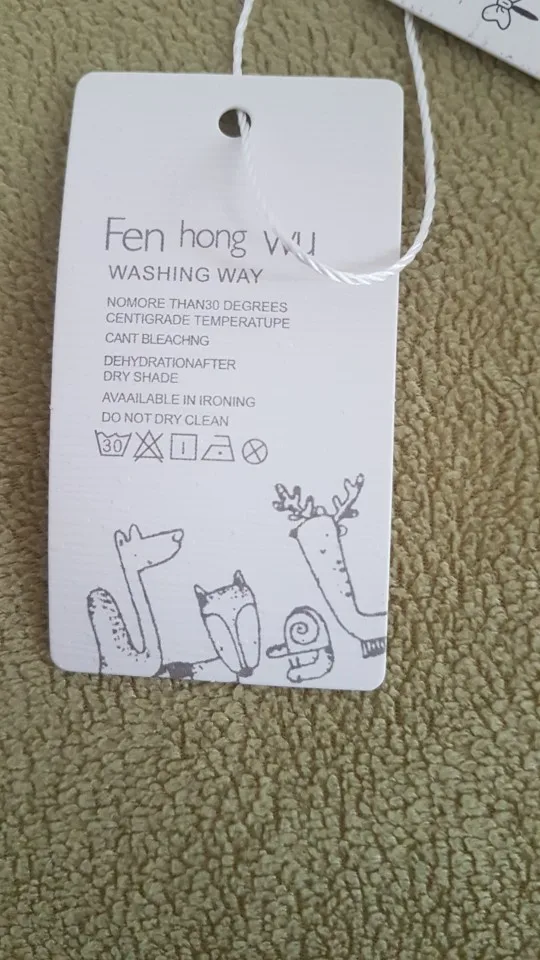 Fen hong wu
WASHING WAY
NOMORE THAN30 DEGREES
CENTIGRADE TEMPERATUPE
CANT BLEACHNG
DEHYDRATIONAFTER
DRY SHADE
AVAAILABLE IN IRONING
DO NOT DRY CLEAN
30